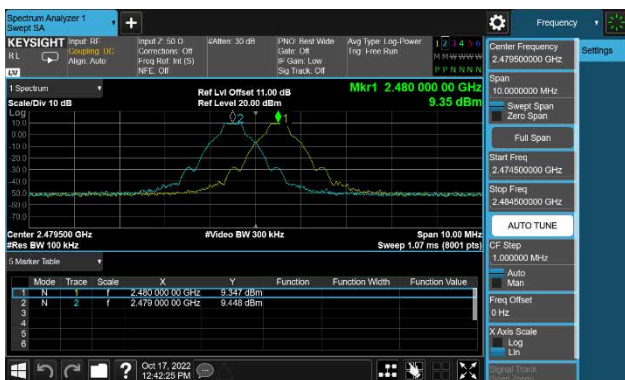 Spectrum Analyzer 1
Swept SA
Frequency
KEYSIGHT
RL
Input: RF
Coupling: DC
Align: Auto
Input Z: 50 Ω
Corrections: Off
Freq Ref: Int (S)
NFE: Off
#Atten: 30 dB
PNO: Best Wide
Gate: Off
IF Gain: Low
Sig Track: Off
Avg Type: Log-Power
Trig: Free Run
1 2 3 4 5 6
M M W W W W
P P N N N N
LVI
1 Spectrum
Scale/Div 10 dB
Ref Lvl Offset 11.00 dB
Ref Level 20.00 dBm
Mkr1 2.480 000 00 GHz
9.35 dBm
Log
10.0
0.00
-10.0
-20.0
-30.0
-40.0
-50.0
-60.0
-70.0
2
1
Center 2.479500 GHz
#Res BW 100 kHz
#Video BW 300 kHz
Span 10.00 MHz
Sweep 1.07 ms (8001 pts)
5 Marker Table
Mode Trace Scale X Y Function Function Width Function Value
1 N 1 f 2.480 000 00 GHz 9.347 dBm
2 N 2 f 2.479 000 00 GHz 9.448 dBm
3
4
5
6
Center Frequency
2.479500000 GHz
Settings
Span
10.0000000 MHz
Swept Span
Zero Span
Full Span
Start Freq
2.474500000 GHz
Stop Freq
2.484500000 GHz
AUTO TUNE
CF Step
1.000000 MHz
Auto
Man
Freq Offset
0 Hz
X Axis Scale
Log
Lin
Signal Track
Oct 17, 2022
12:42:25 PM